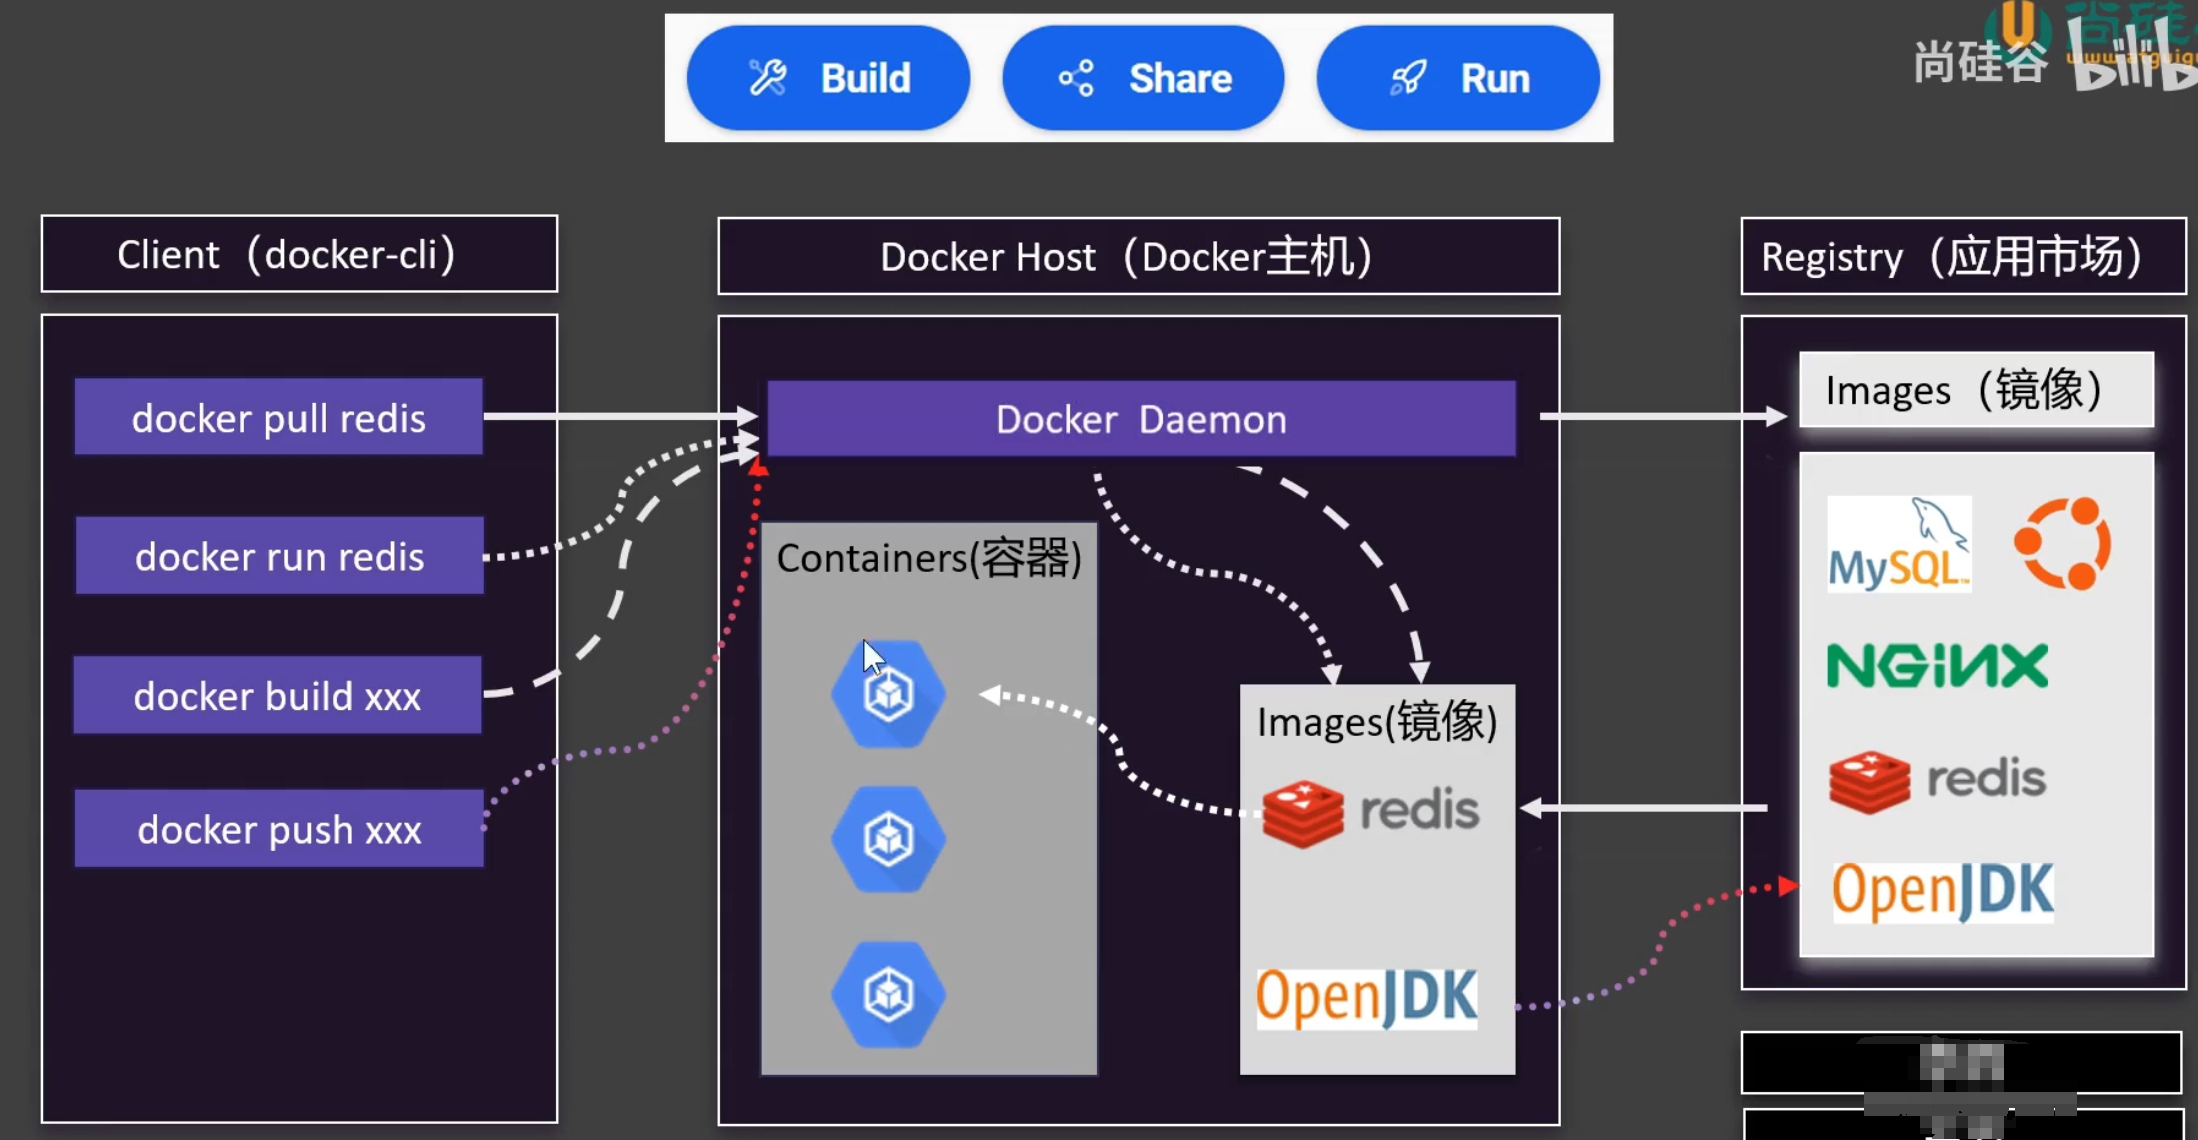 Build
Share
Run
尚硅谷
Client（docker-cli）
Docker Host（Docker主机）
Registry（应用市场）
docker pull redis
docker run redis
docker build xxx
docker push xxx
Docker Daemon
Containers(容器)
Images(镜像)
redis
OpenJDK
Images（镜像）
MySQL
NGINX
redis
OpenJDK